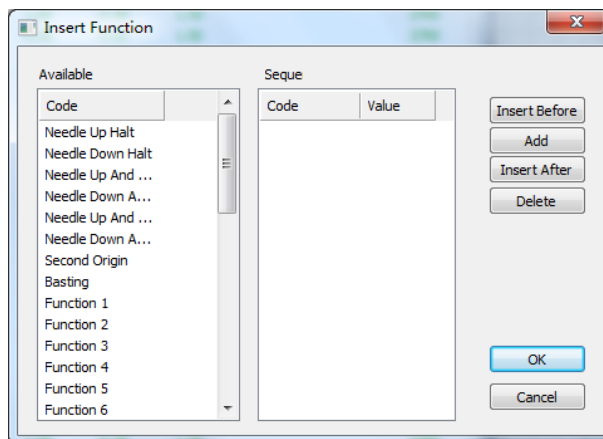 Insert Function
Available
Seque
Code
Code Value
Needle Up Halt
Needle Down Halt
Needle Up And ...
Needle Down A...
Needle Up And ...
Needle Down A...
Second Origin
Basting
Function 1
Function 2
Function 3
Function 4
Function 5
Function 6
Insert Before
Add
Insert After
Delete
OK
Cancel